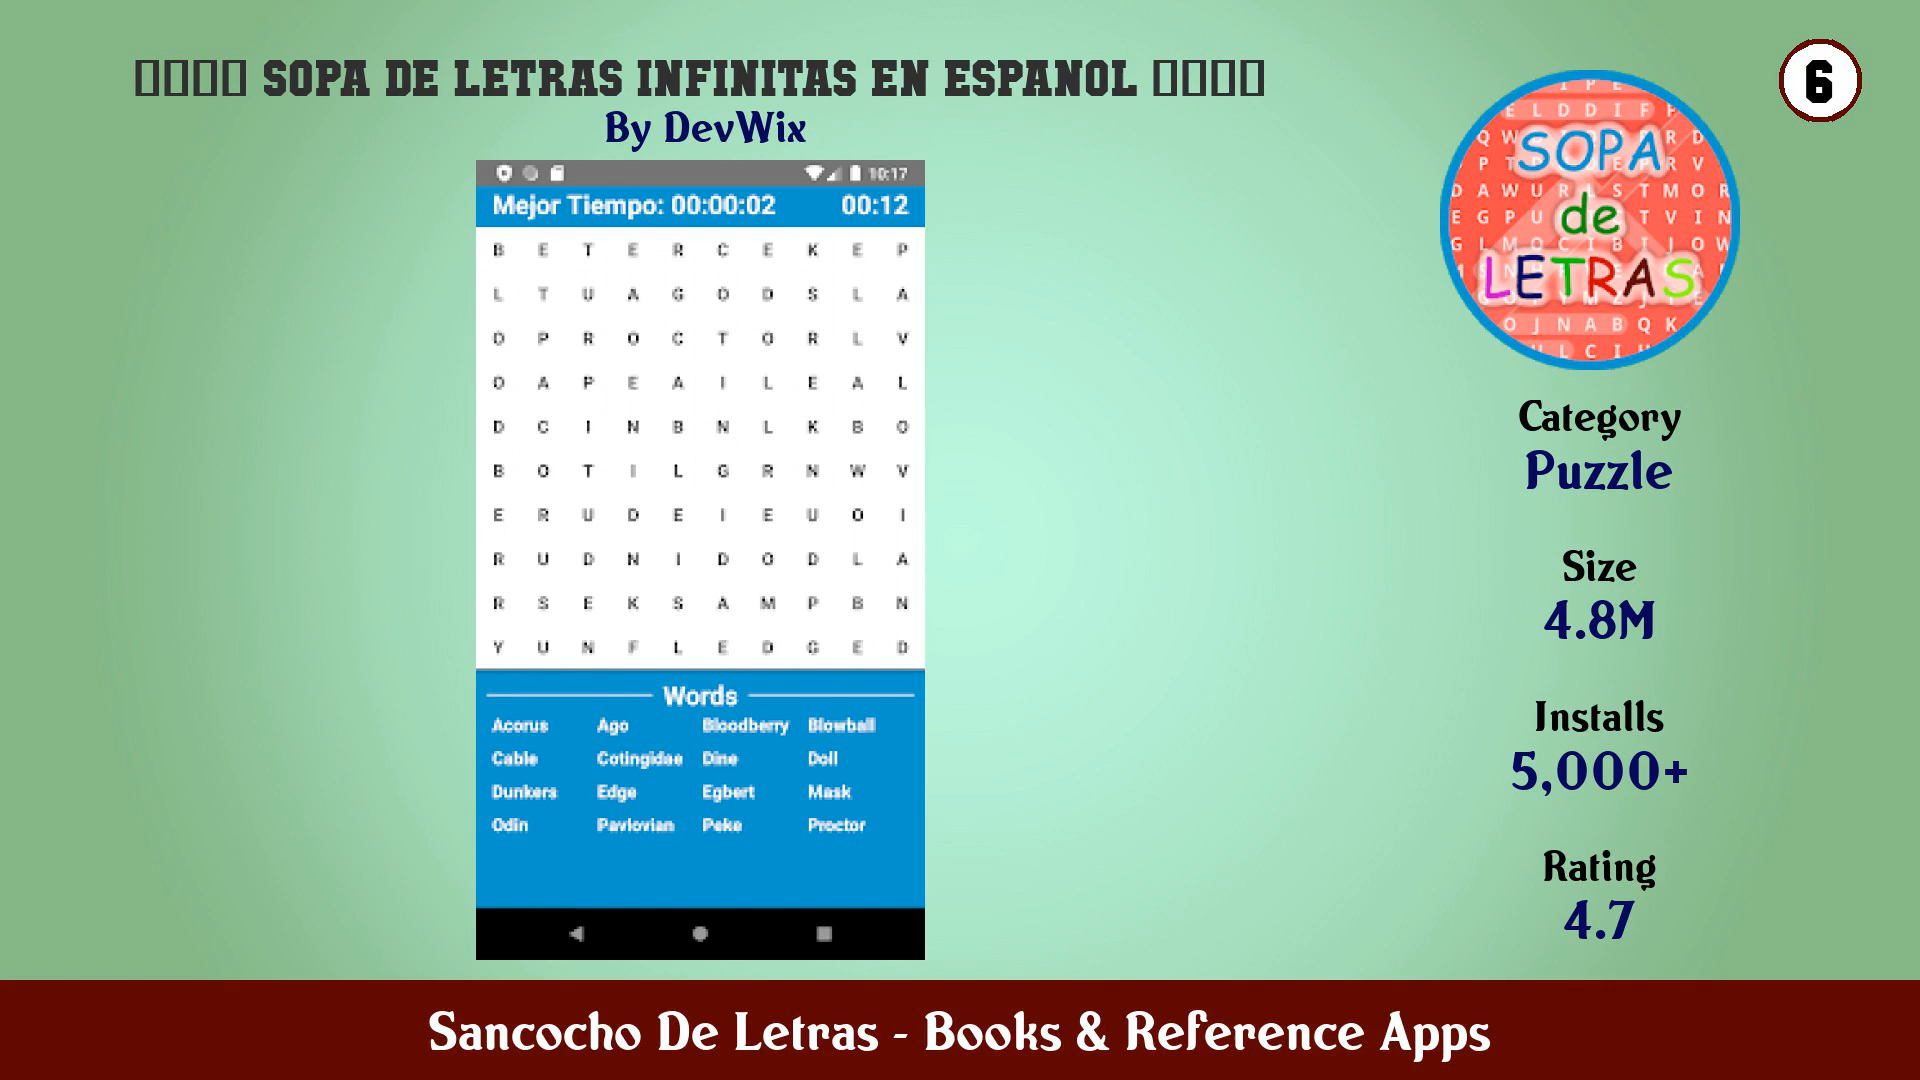 SOPA DE LETRAS INFINITAS EN ESPANOL
By DevWix
6
10:17
Mejor Tiempo: 00:00:02 00:12
B E T E R C E K E P
L T U A G O D S L A
O P R O C T O R L V
O A P E A I L E A L
D C I N B N L K B O
B O T I L G R N W V
E R U D E I E U O I
R U D N I D O D L A
R S E K S A M P B N
Y U N F L E D G E D
Words
Acorus Ago Bloodberry Blowball
Cable Cotingidae Dine Doll
Dunkers Edge Egbert Mask
Odin Pavlovian Peke Proctor
SOPA
de
LETRAS
Category
Puzzle
Size
4.8M
Installs
5,000+
Rating
4.7
Sancocho De Letras - Books & Reference Apps